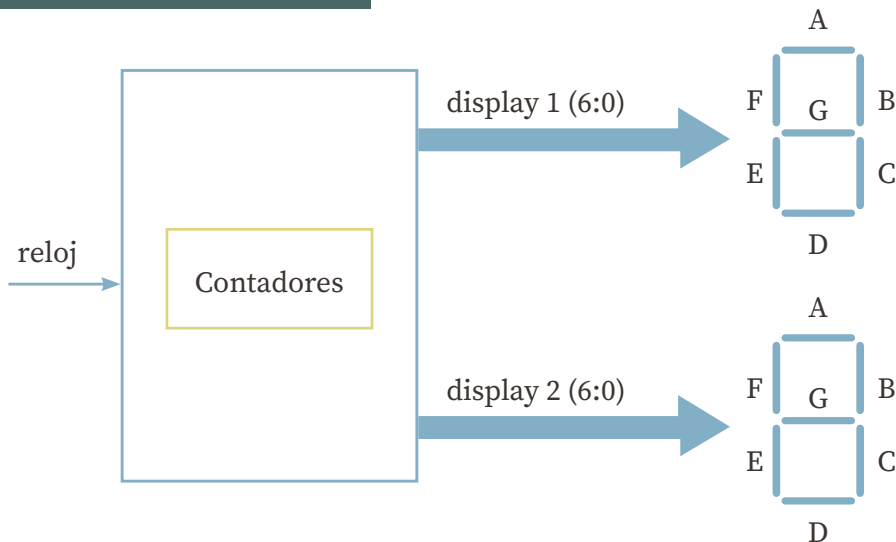 A
display 1 (6:0)
F
G
B
E
C
D
reloj
Contadores
A
display 2 (6:0)
F
G
B
E
C
D